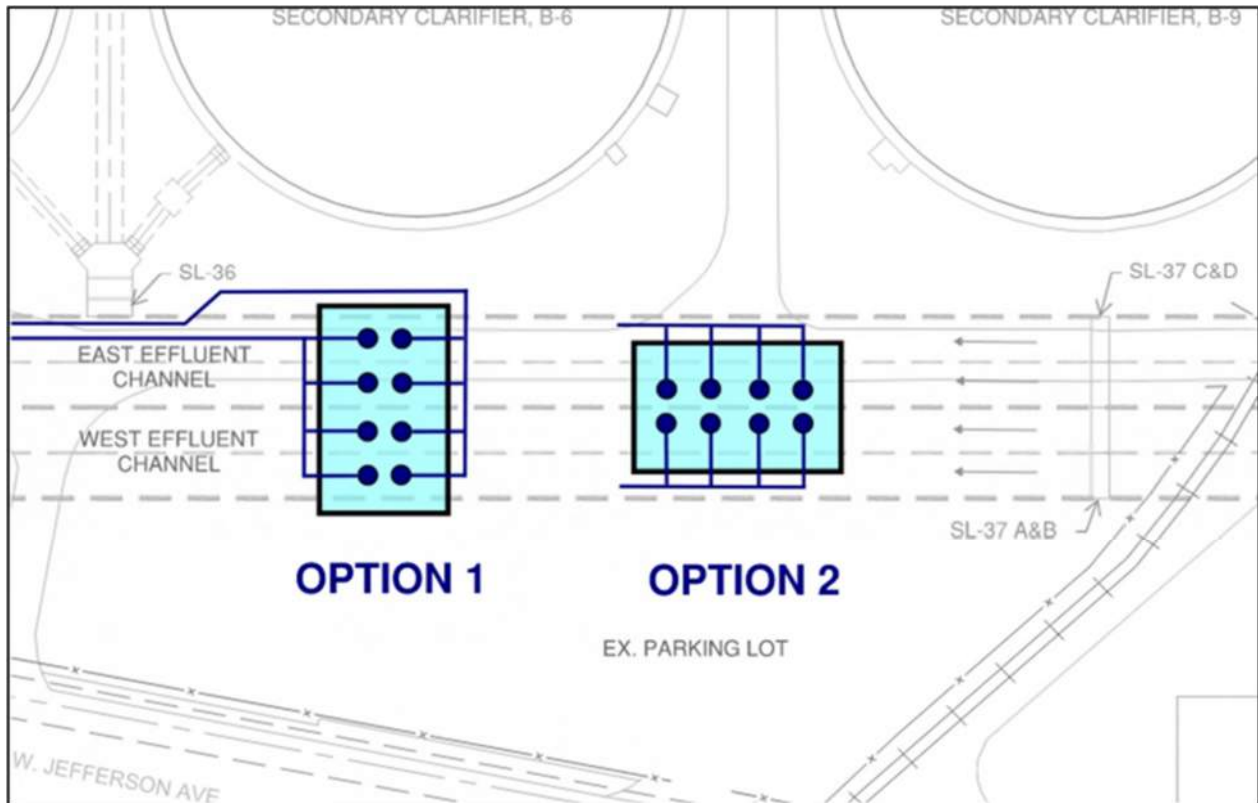 SECONDARY CLARIFIER, B-6
SECONDARY CLARIFIER, B-9
SL-36
SL-37 C&D
EAST EFFLUENT
CHANNEL
WEST EFFLUENT
CHANNEL
SL-37 A&B
OPTION 1
OPTION 2
EX. PARKING LOT
W. JEFFERSON AVE